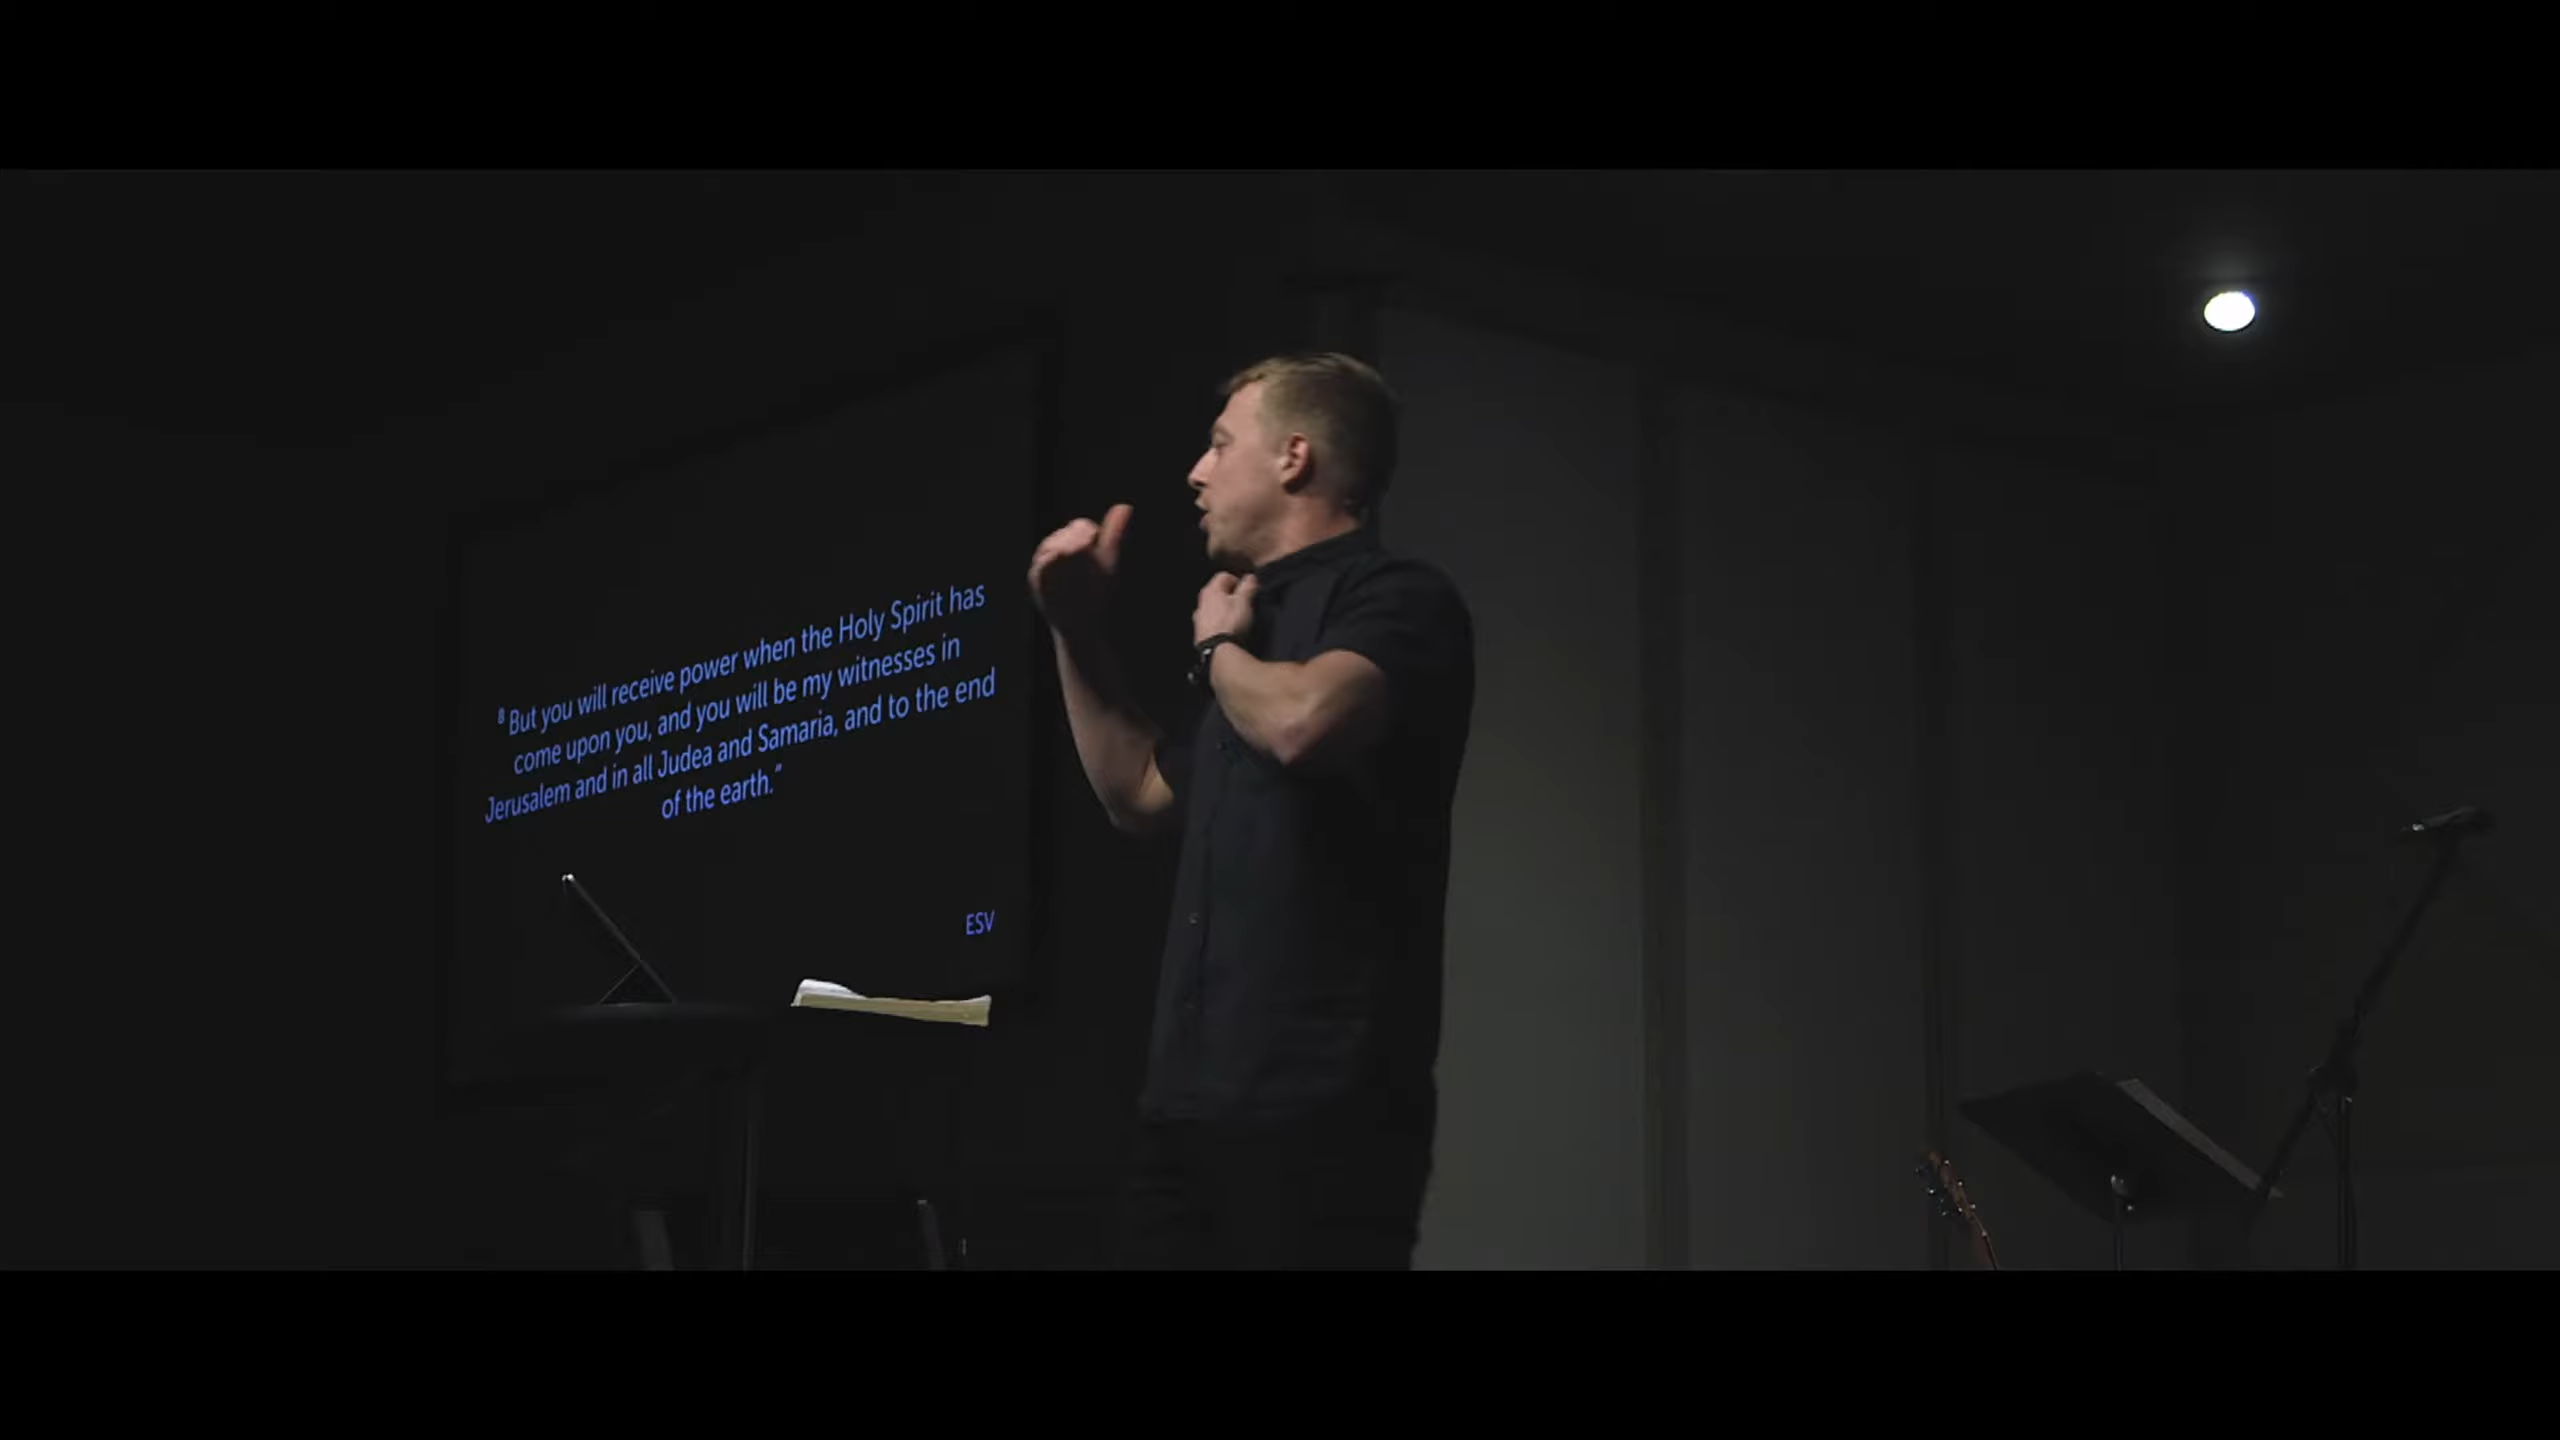 ⁸ But you will receive power when the Holy Spirit has
come upon you, and you will be my witnesses in
Jerusalem and in all Judea and Samaria, and to the end
of the earth.”
ESV